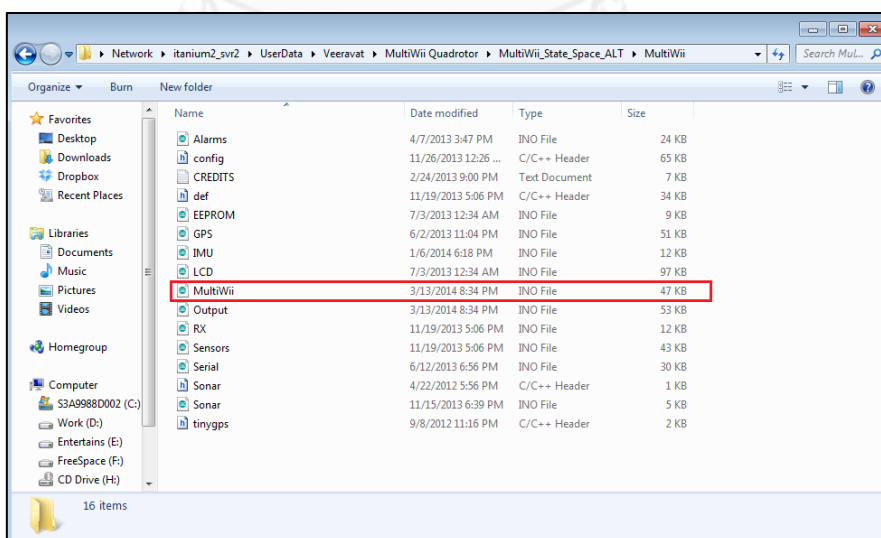 Network ▸ itanium2_svr2 ▸ UserData ▸ Veeravat ▸ MultiWii Quadrotor ▸ MultiWii_State_Space_ALT ▸ MultiWii Search Mul...
Organize Burn New folder
Name Date modified Type Size
Favorites
Desktop
Downloads
Dropbox
Recent Places
Libraries
Documents
Music
Pictures
Videos
Homegroup
Computer
S3A9988D002 (C:)
Work (D:)
Entertains (E:)
FreeSpace (F:)
CD Drive (H:)
Alarms 4/7/2013 3:47 PM INO File 24 KB
config 11/26/2013 12:26 ... C/C++ Header 65 KB
CREDITS 2/24/2013 9:00 PM Text Document 7 KB
def 11/19/2013 5:06 PM C/C++ Header 34 KB
EEPROM 7/3/2013 12:34 AM INO File 9 KB
GPS 6/2/2013 11:04 PM INO File 51 KB
IMU 1/6/2014 6:18 PM INO File 12 KB
LCD 7/3/2013 12:34 AM INO File 97 KB
MultiWii 3/13/2014 8:34 PM INO File 47 KB
Output 3/13/2014 8:34 PM INO File 53 KB
RX 11/19/2013 5:06 PM INO File 12 KB
Sensors 11/19/2013 5:06 PM INO File 43 KB
Serial 6/12/2013 6:56 PM INO File 30 KB
Sonar 4/22/2012 5:56 PM C/C++ Header 1 KB
Sonar 11/15/2013 6:39 PM INO File 5 KB
tinygps 9/8/2012 11:16 PM C/C++ Header 2 KB
16 items